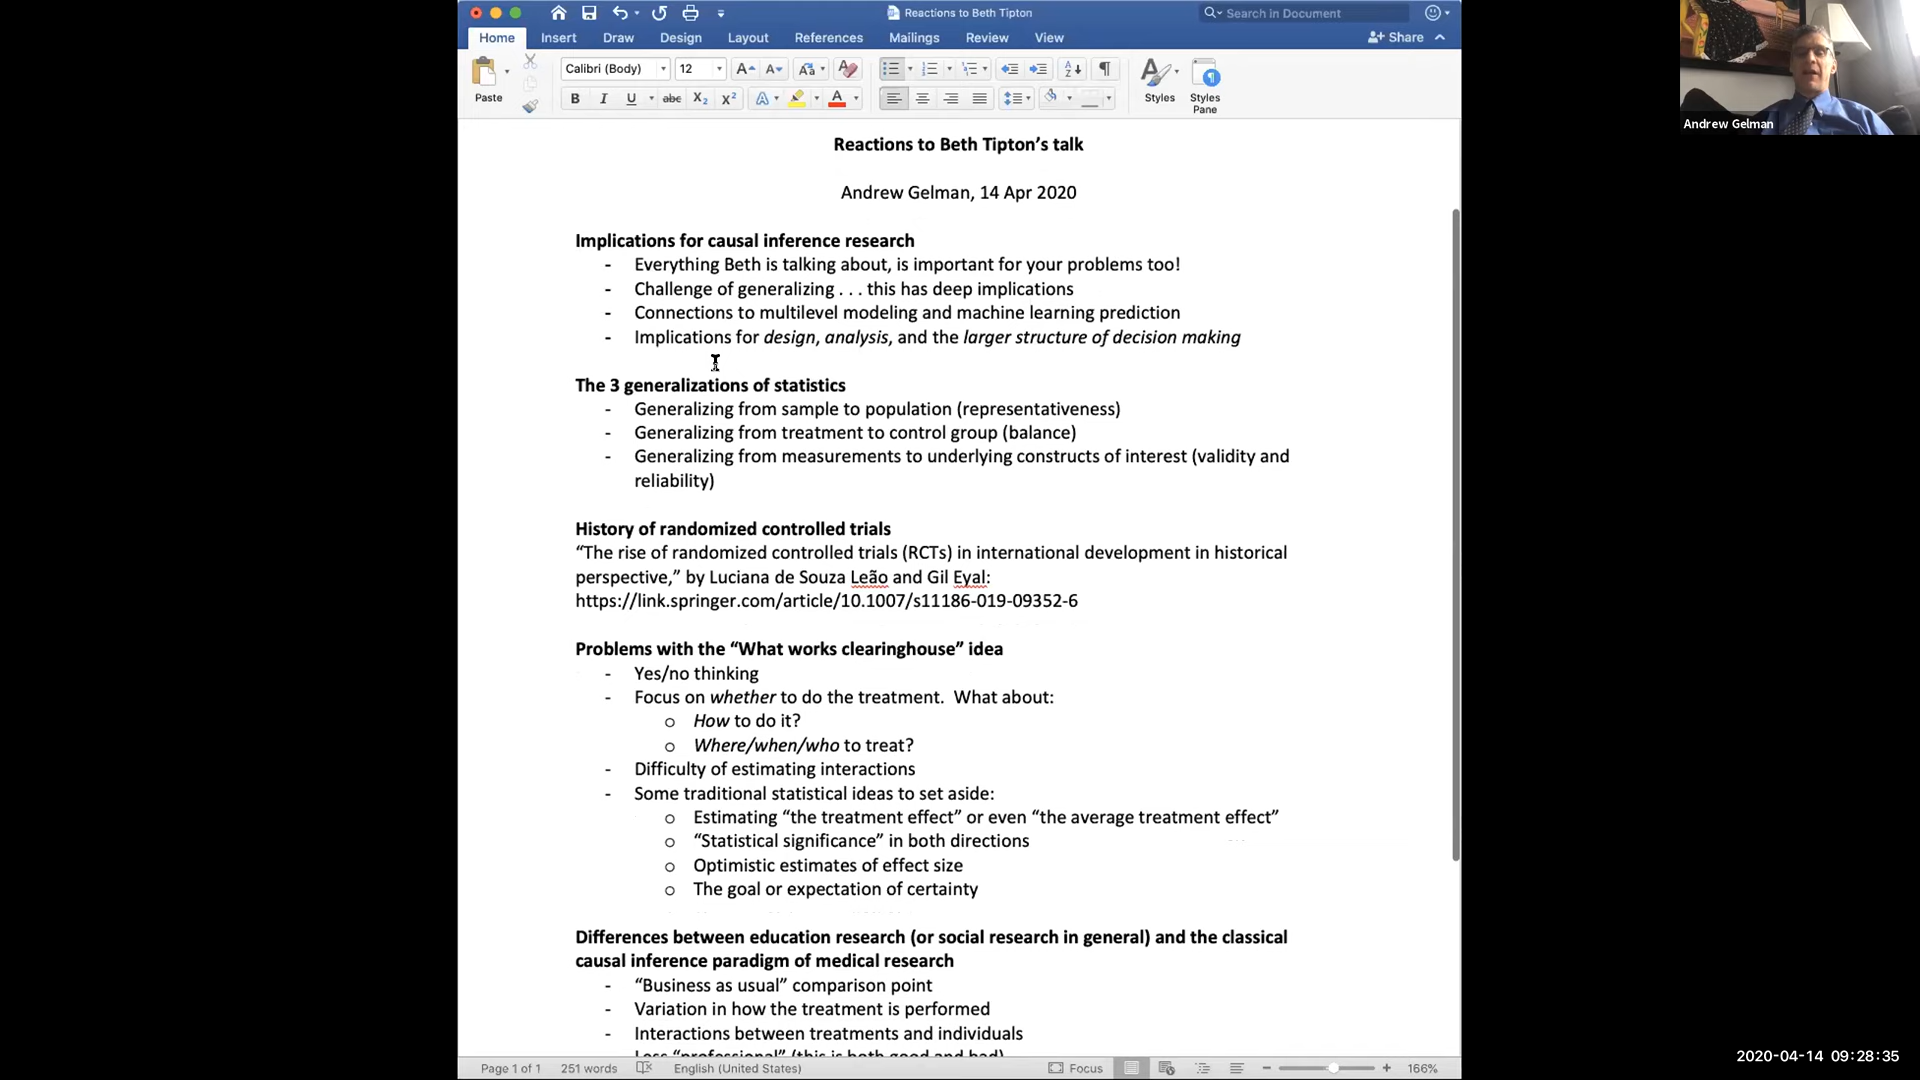 Reactions to Beth Tipton
Search in Document
Home Insert Draw Design Layout References Mailings Review View
Share
Paste
Calibri (Body) 12
Styles
Styles Pane
Andrew Gelman
Reactions to Beth Tipton’s talk
Andrew Gelman, 14 Apr 2020
Implications for causal inference research
- Everything Beth is talking about, is important for your problems too!
- Challenge of generalizing . . . this has deep implications
- Connections to multilevel modeling and machine learning prediction
- Implications for design, analysis, and the larger structure of decision making
The 3 generalizations of statistics
- Generalizing from sample to population (representativeness)
- Generalizing from treatment to control group (balance)
- Generalizing from measurements to underlying constructs of interest (validity and
reliability)
History of randomized controlled trials
“The rise of randomized controlled trials (RCTs) in international development in historical
perspective,” by Luciana de Souza Leão and Gil Eyal:
https://link.springer.com/article/10.1007/s11186-019-09352-6
Problems with the “What works clearinghouse” idea
- Yes/no thinking
- Focus on whether to do the treatment. What about:
o How to do it?
o Where/when/who to treat?
- Difficulty of estimating interactions
- Some traditional statistical ideas to set aside:
o Estimating “the treatment effect” or even “the average treatment effect”
o “Statistical significance” in both directions
o Optimistic estimates of effect size
o The goal or expectation of certainty
Differences between education research (or social research in general) and the classical
causal inference paradigm of medical research
- “Business as usual” comparison point
- Variation in how the treatment is performed
- Interactions between treatments and individuals
- Less “professional” (this is both good and bad)
Page 1 of 1 251 words English (United States) Focus 166%
2020-04-14 09:28:35